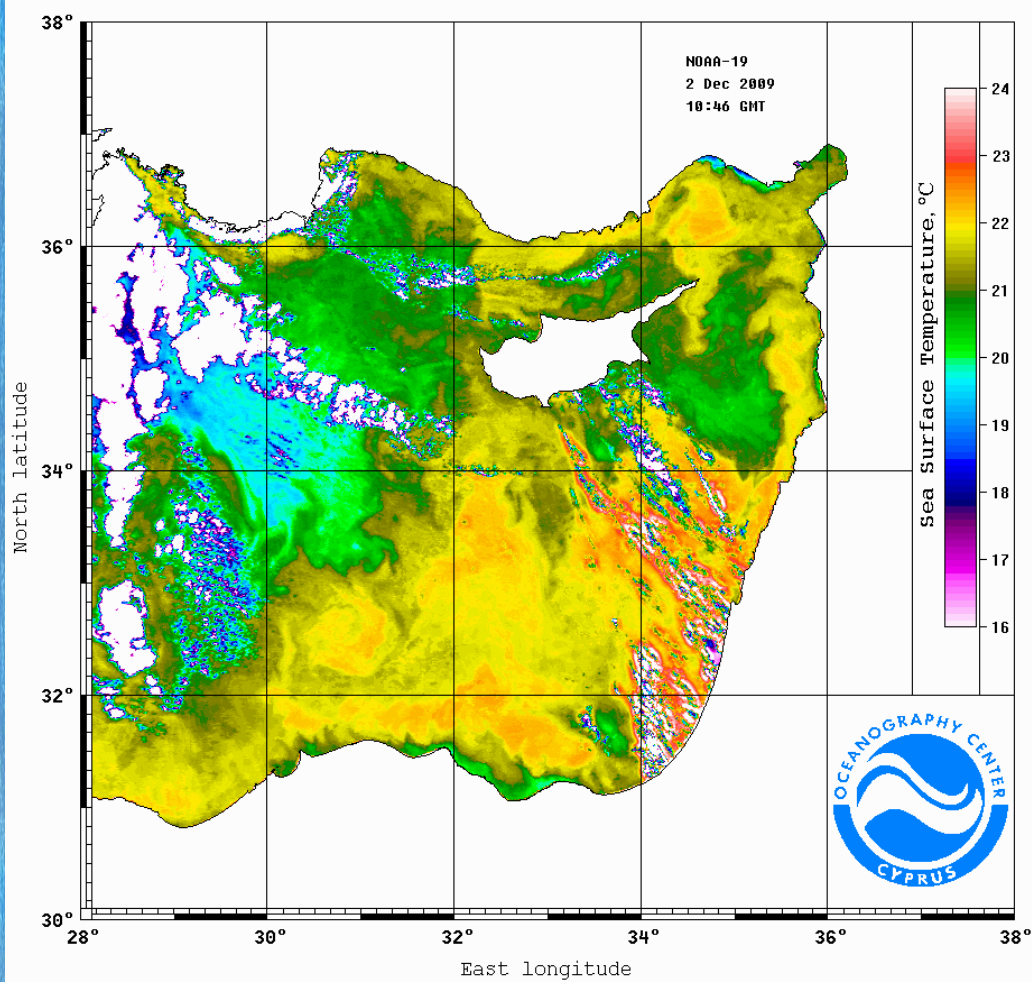 38°
36°
34°
32°
30°
North latitude
NOAA-19
2 Dec 2009
10:46 GMT
24
23
22
21
20
19
18
17
16
Sea Surface Temperature, °C
OCEANOGRAPHY CENTER
CYPRUS
28°
30°
32°
34°
36°
38°
East longitude